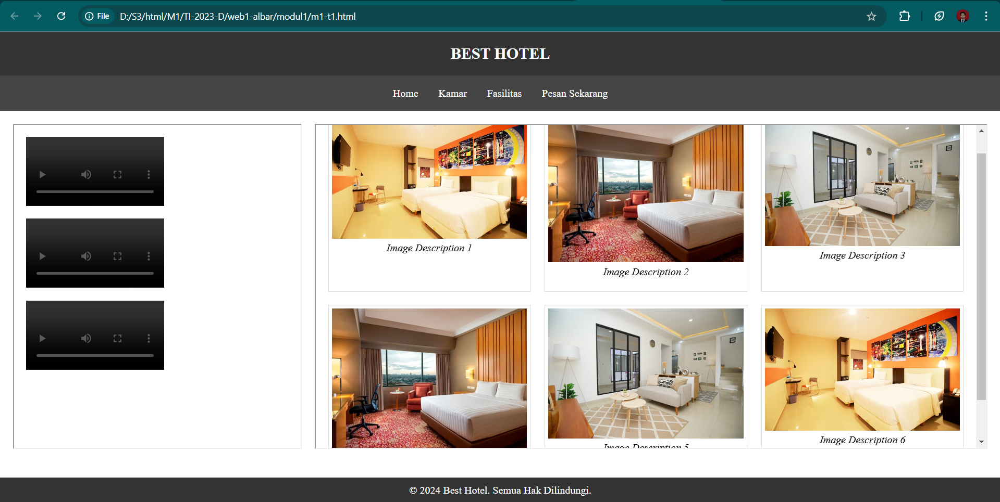 File D:/S3/html/M1/TI-2023-D/web1-albar/modul1/m1-t1.html
BEST HOTEL
Home Kamar Fasilitas Pesan Sekarang
Image Description 1
Image Description 2
Image Description 3
Image Description 5
Image Description 6
© 2024 Best Hotel. Semua Hak Dilindungi.